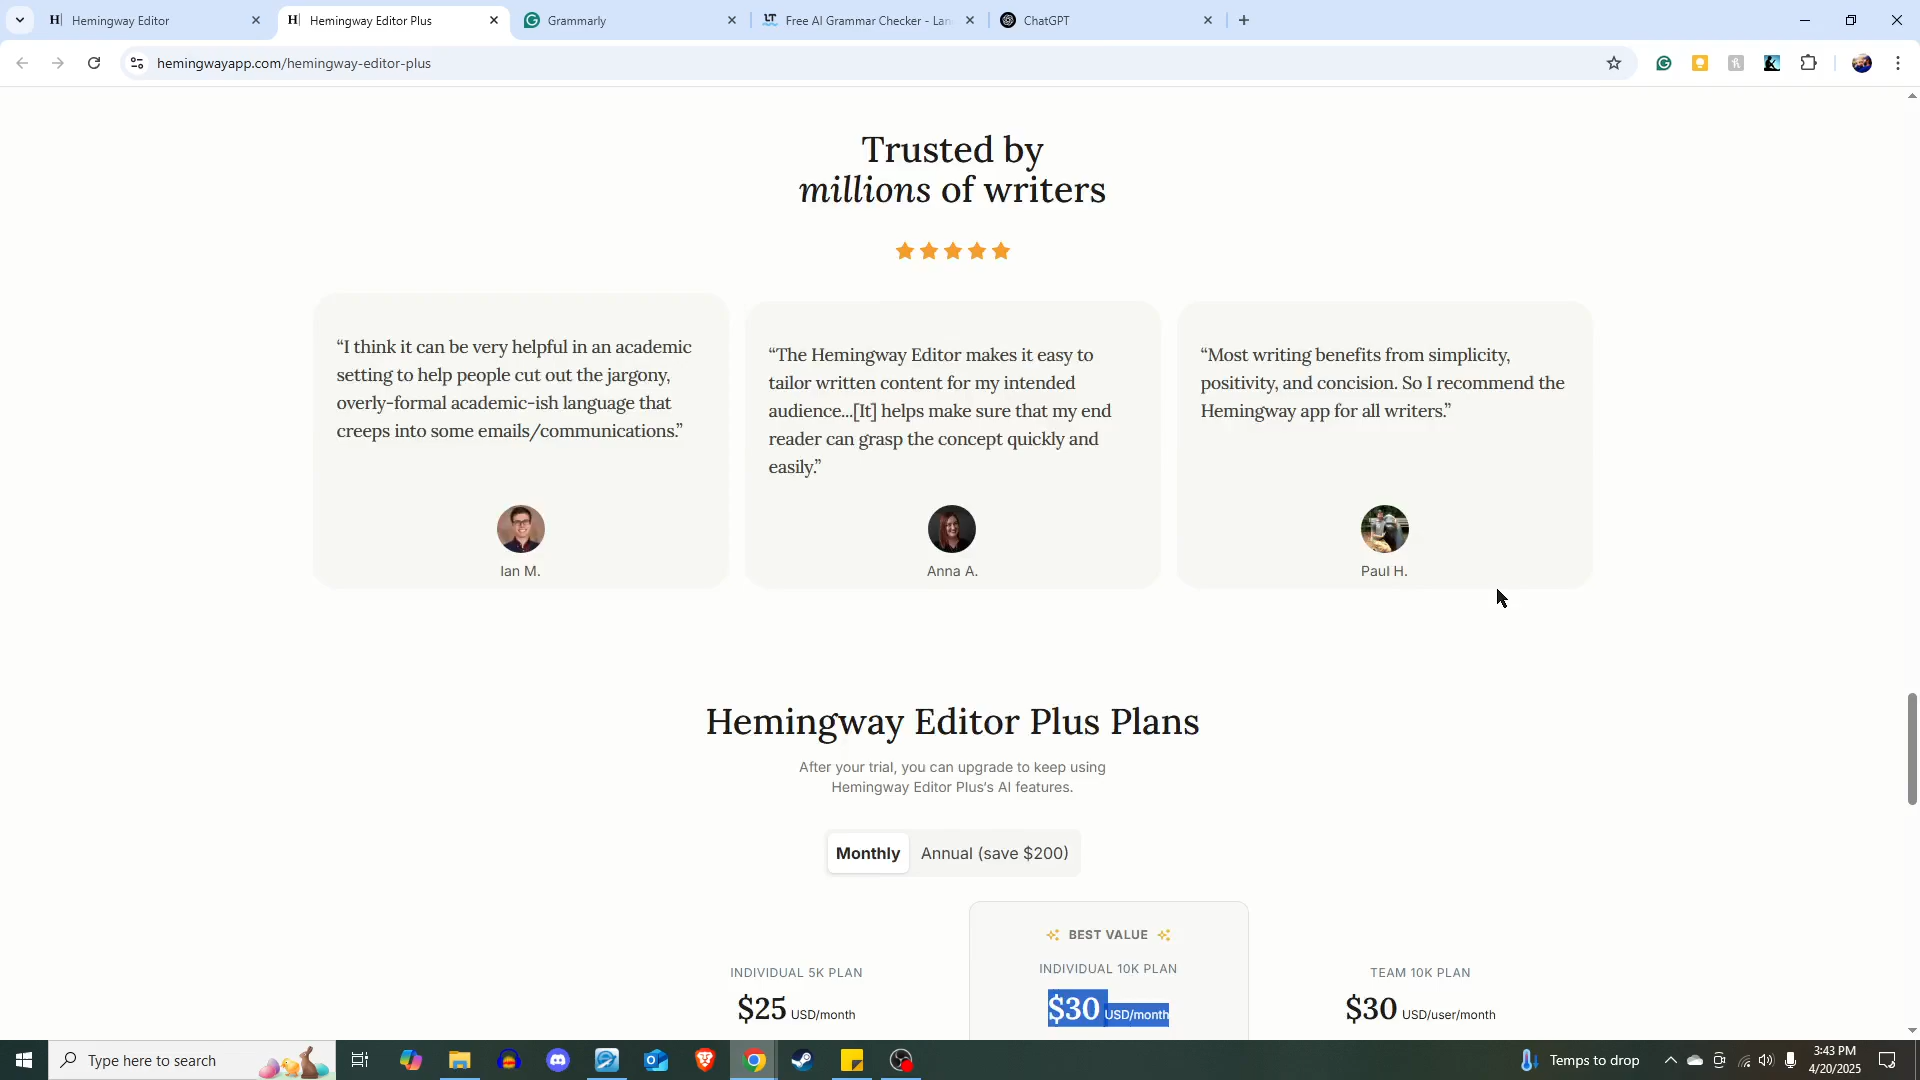 Hemingway Editor
Hemingway Editor Plus
Grammarly
Free AI Grammar Checker - Lan
ChatGPT
hemingwayapp.com/hemingway-editor-plus
Trusted by
millions of writers
“I think it can be very helpful in an academic
setting to help people cut out the jargony,
overly-formal academic-ish language that
creeps into some emails/communications.”
Ian M.
“The Hemingway Editor makes it easy to
tailor written content for my intended
audience...[It] helps make sure that my end
reader can grasp the concept quickly and
easily.”
Anna A.
“Most writing benefits from simplicity,
positivity, and concision. So I recommend the
Hemingway app for all writers.”
Paul H.
Hemingway Editor Plus Plans
After your trial, you can upgrade to keep using
Hemingway Editor Plus's AI features.
Monthly
Annual (save $200)
BEST VALUE
INDIVIDUAL 5K PLAN
INDIVIDUAL 10K PLAN
TEAM 10K PLAN
$25 USD/month
$30 USD/month
$30 USD/user/month
Type here to search
Temps to drop
3:43 PM
4/20/2025